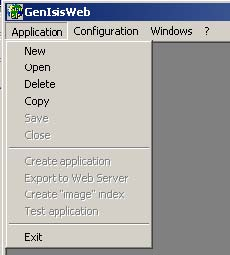 GenIsisWeb
Application Configuration Windows ?
New
Open
Delete
Copy
Save
Close
Create application
Export to Web Server
Create "image" index
Test application
Exit